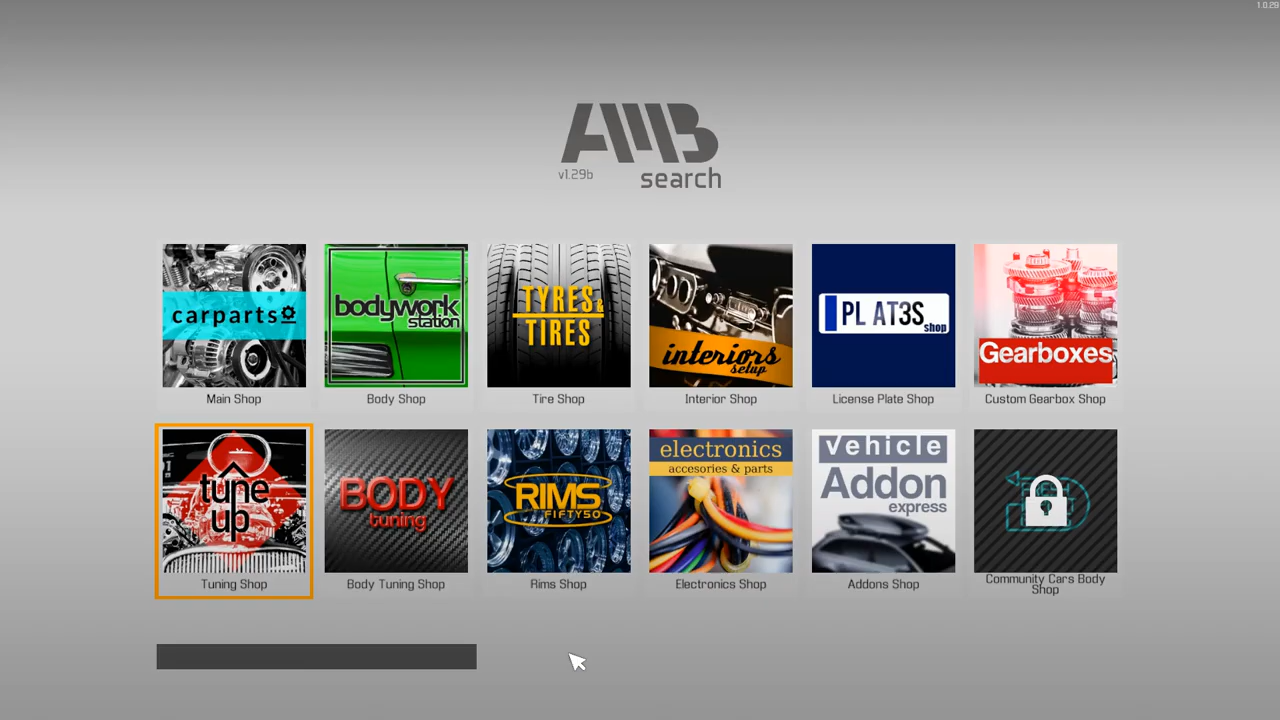 1.0.29
AMB
v1.29b
search
carparts
Main Shop
bodywork
station
Body Shop
TYRES&
TIRES
Tire Shop
interiors
setup
Interior Shop
PL AT3S
shop
License Plate Shop
Gearboxes
Custom Gearbox Shop
tune
up
Tuning Shop
BODY
tuning
Body Tuning Shop
RIMS
FIFTY50
Rims Shop
electronics
accesories & parts
Electronics Shop
vehicle
Addon
express
Addons Shop
Community Cars Body
Shop